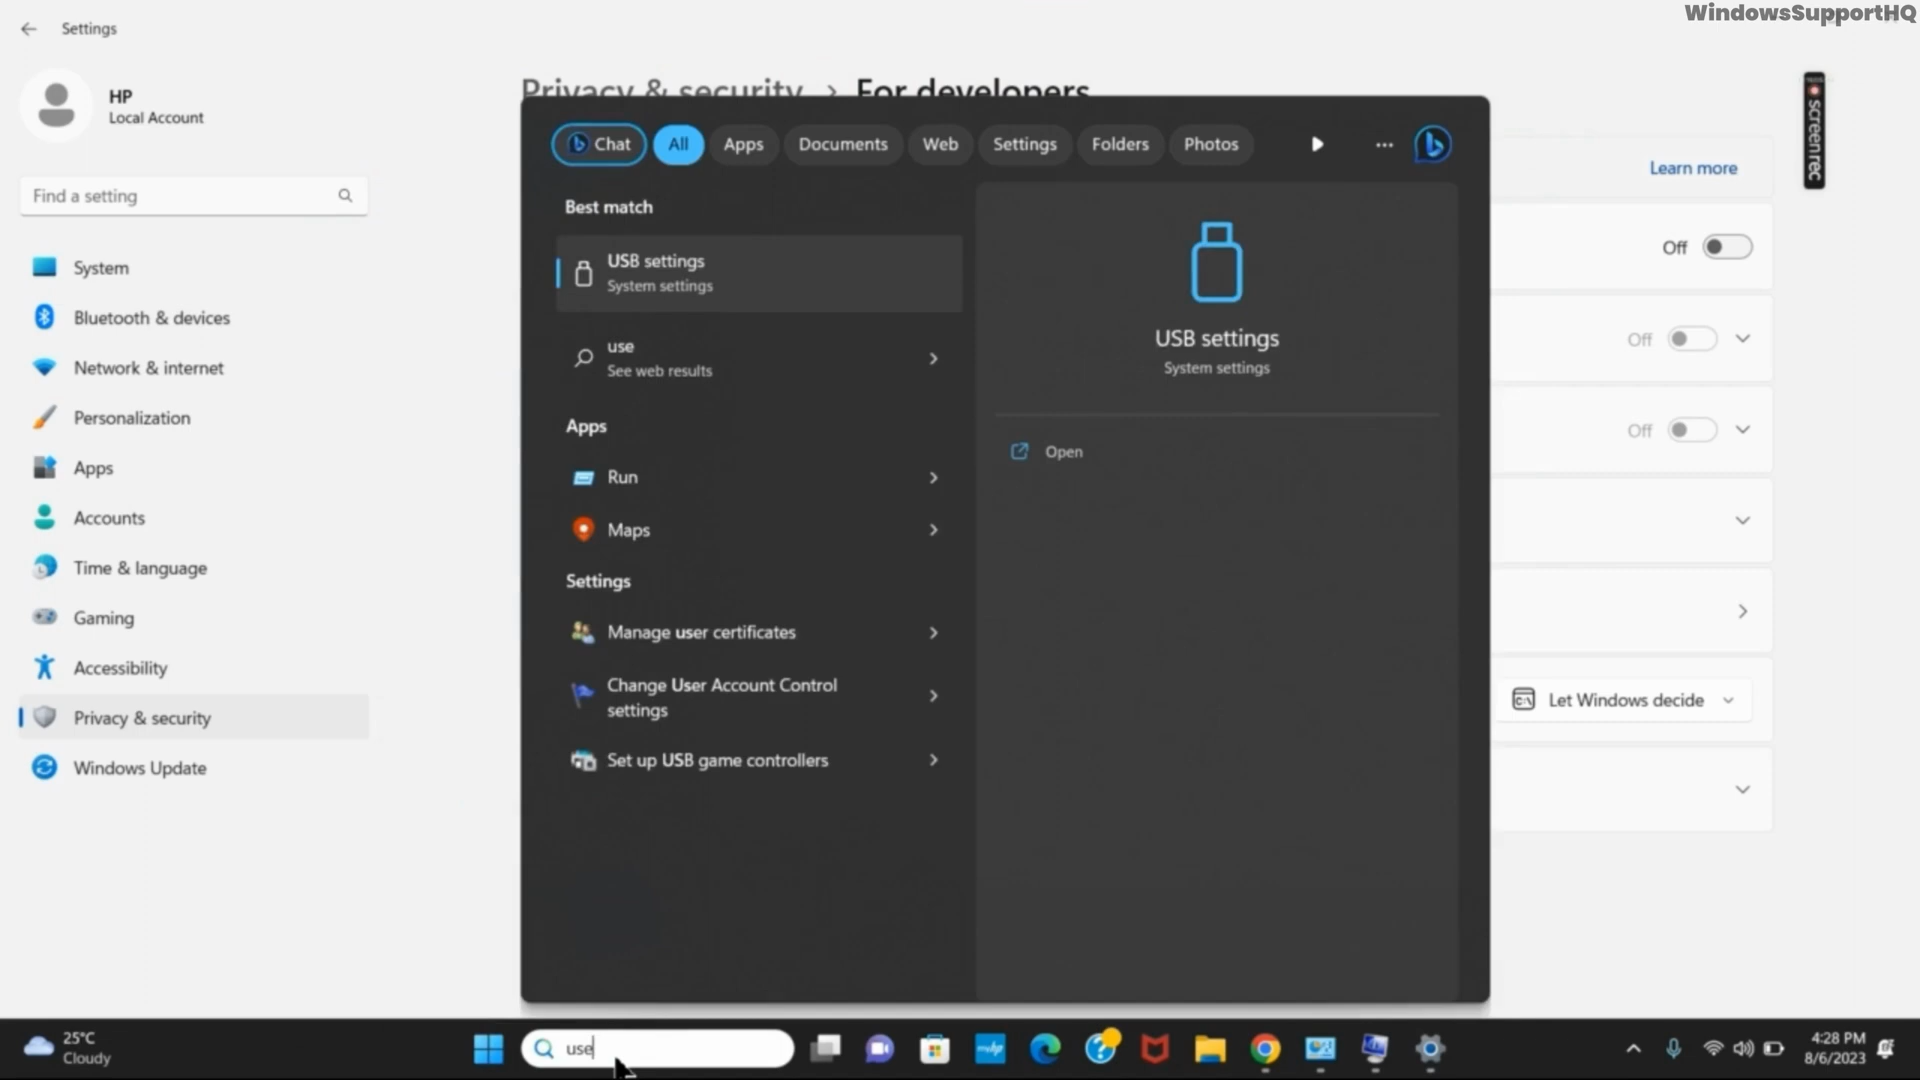 WindowsSupportHQ
Settings
HP
Local Account
Find a setting
System
Bluetooth & devices
Network & internet
Personalization
Apps
Accounts
Time & language
Gaming
Accessibility
Privacy & security
Windows Update
Privacy & security > For developers
Chat
All
Apps
Documents
Web
Settings
Folders
Photos
Best match
USB settings
System settings
use
See web results
Apps
Run
Maps
Settings
Manage user certificates
Change User Account Control
settings
Set up USB game controllers
USB settings
System settings
Open
Learn more
Off
Off
Off
Let Windows decide
screenrec
25°C
Cloudy
use
4:28 PM
8/6/2023